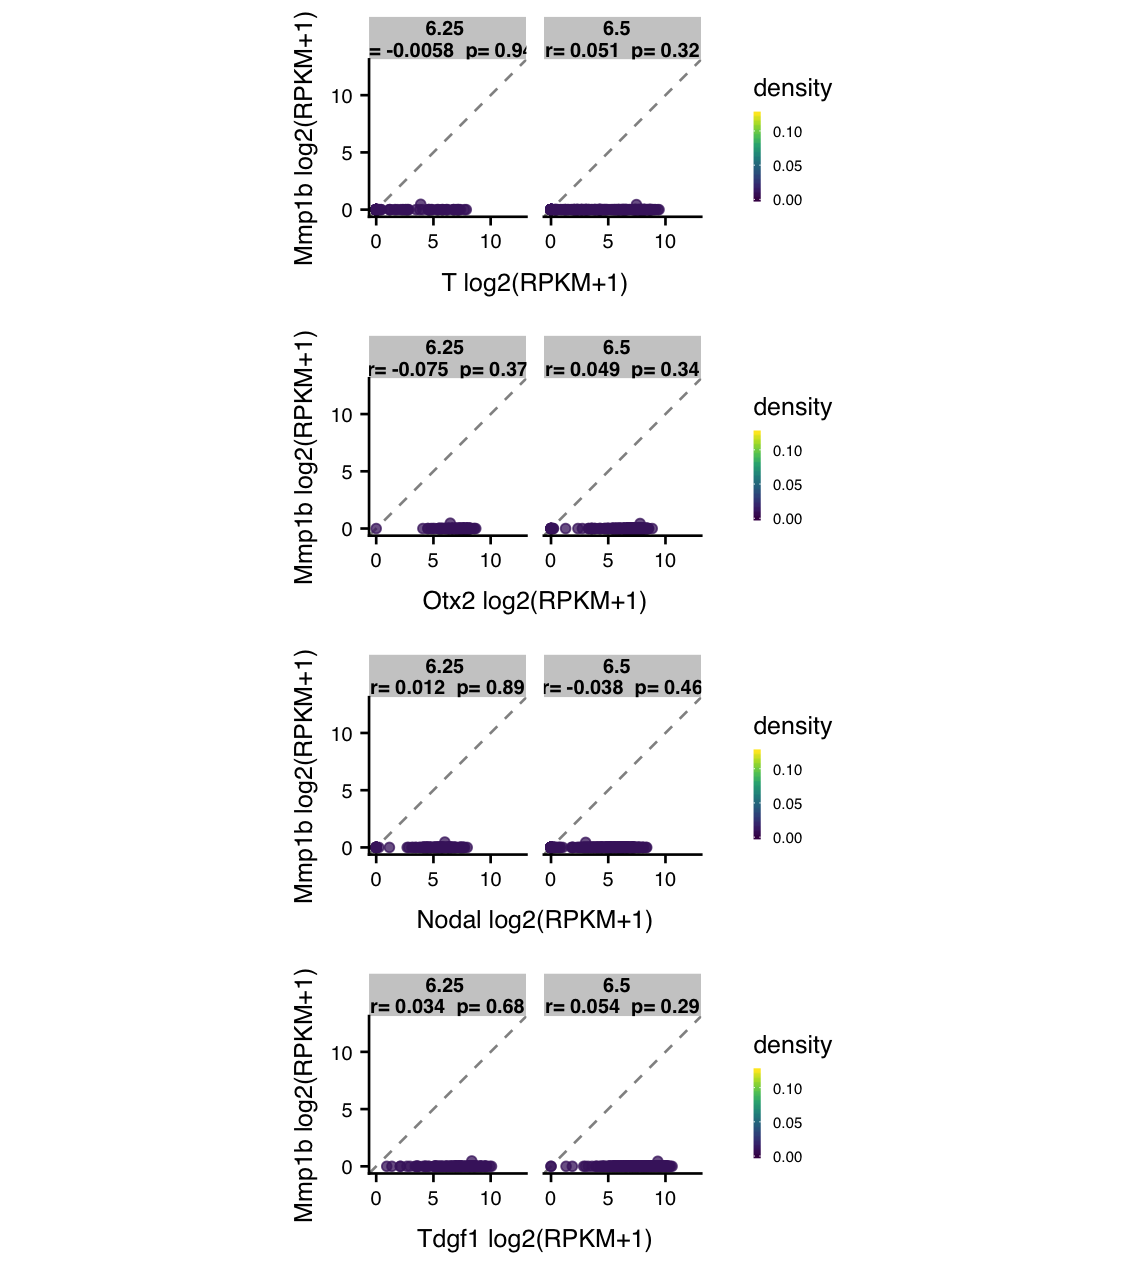 6.25
= -0.0058 p= 0.94
6.5
r= 0.051 p= 0.32
Mmp1b log2(RPKM+1)
10
5
0
0 5 10
0 5 10
T log2(RPKM+1)
density
0.10
0.05
0.00
6.25
r= -0.075 p= 0.37
6.5
r= 0.049 p= 0.34
Mmp1b log2(RPKM+1)
10
5
0
0 5 10
0 5 10
Otx2 log2(RPKM+1)
density
0.10
0.05
0.00
6.25
r= 0.012 p= 0.89
6.5
r= -0.038 p= 0.46
Mmp1b log2(RPKM+1)
10
5
0
0 5 10
0 5 10
Nodal log2(RPKM+1)
density
0.10
0.05
0.00
6.25
r= 0.034 p= 0.68
6.5
r= 0.054 p= 0.29
Mmp1b log2(RPKM+1)
10
5
0
0 5 10
0 5 10
Tdgf1 log2(RPKM+1)
density
0.10
0.05
0.00